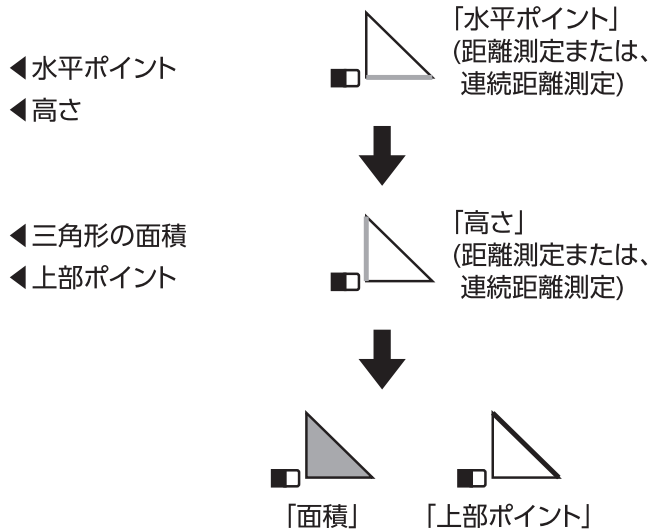 ◀水平ポイント
◀高さ
「水平ポイント」
(距離測定または、
連続距離測定)
◀三角形の面積
◀上部ポイント
「高さ」
(距離測定または、
連続距離測定)
「面積」
「上部ポイント」